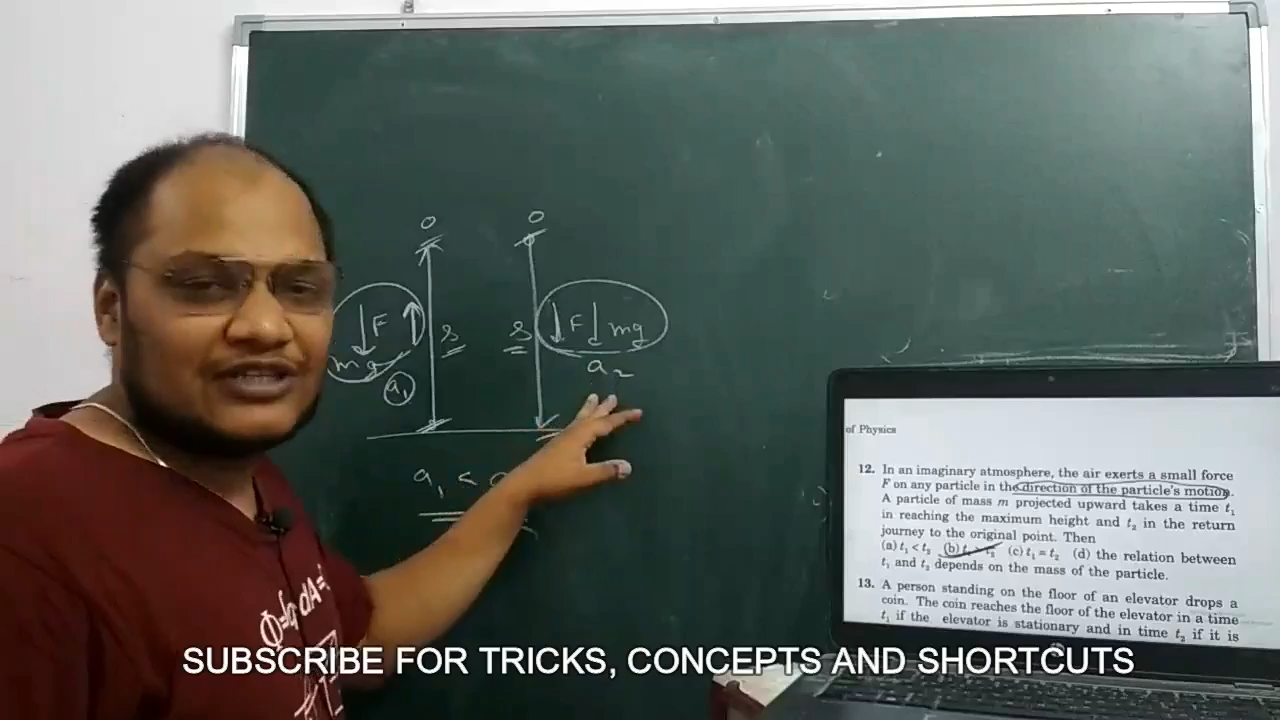 o o
F
mg
a₁
s
s
F mg
a₂
a₁ <
Φ=
dA=
of Physics
12. In an imaginary atmosphere, the air exerts a small force
F on any particle in the direction of the particle's motion.
A particle of mass m projected upward takes a time t₁
in reaching the maximum height and t₂ in the return
journey to the original point. Then
(a) t₁ < t₂ (b) t₁ > t₂ (c) t₁ = t₂ (d) the relation between
t₁ and t₂ depends on the mass of the particle.
13. A person standing on the floor of an elevator drops a
coin. The coin reaches the floor of the elevator in a time
t₁ if the elevator is stationary and in time t₂ if it is
SUBSCRIBE FOR TRICKS, CONCEPTS AND SHORTCUTS